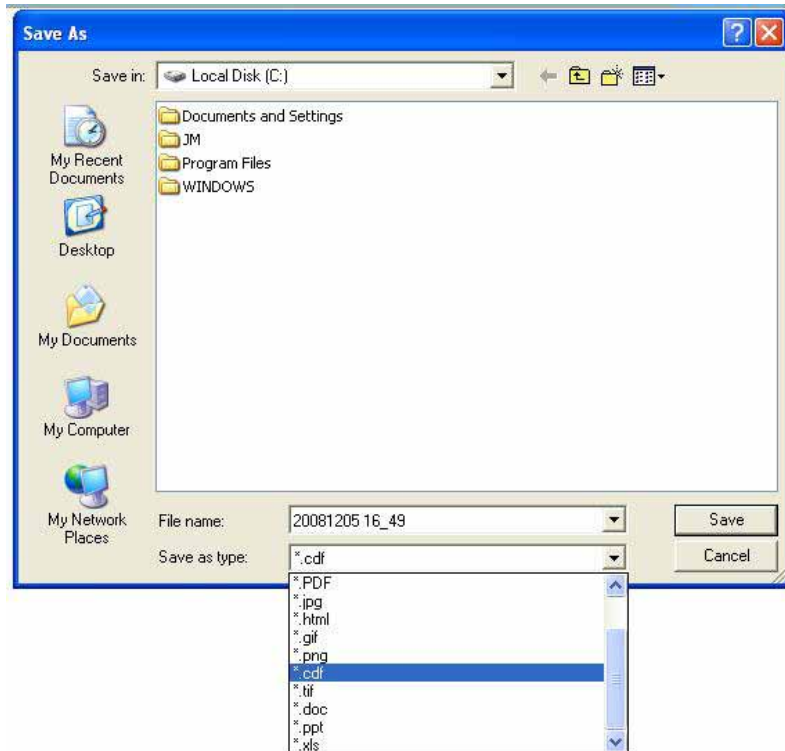 Save As
Save in: Local Disk (C:)
Documents and Settings
JM
Program Files
WINDOWS
My Recent
Documents
Desktop
My Documents
My Computer
My Network
Places
File name: 20081205 16_49 Save
Save as type: *.cdf Cancel
*.PDF
*.jpg
*.html
*.gif
*.png
*.cdf
*.tif
*.doc
*.ppt
*.xls